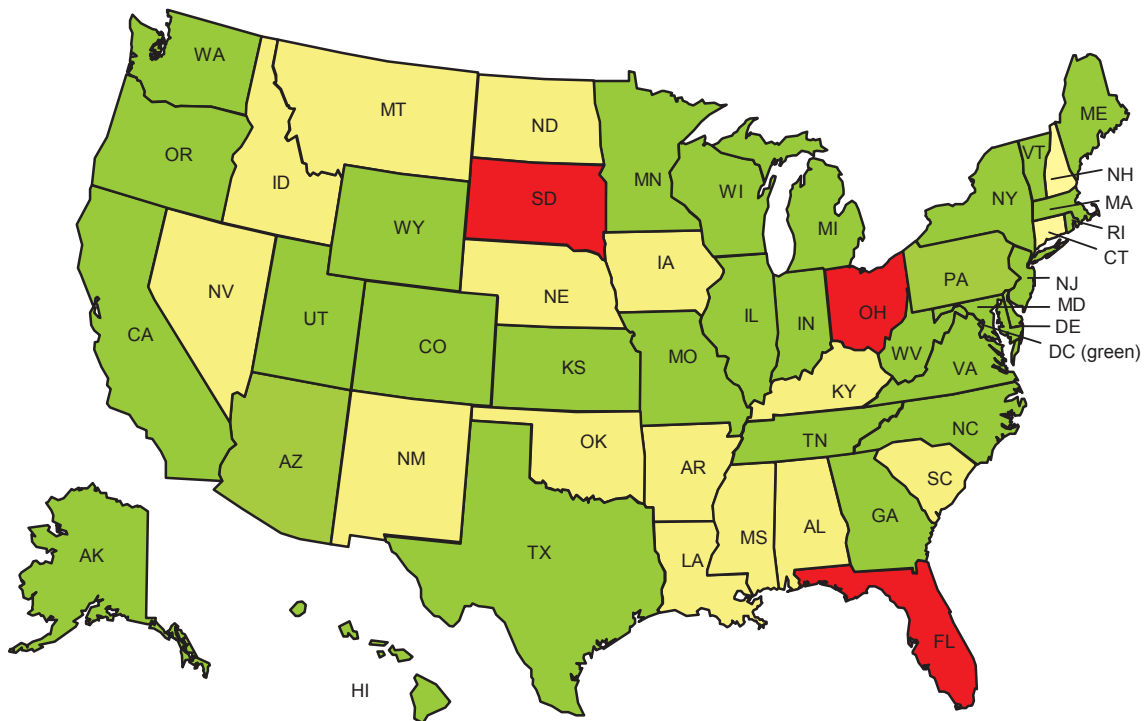 WA
ME
MT
ND
VT
OR
MN
NH
ID
WI
SD
NY
MA
WY
MI
RI
CT
IA
PA
NV
NE
NJ
MD
OH
UT
IL
IN
DE
CA
CO
WV
DC (green)
KS
MO
VA
KY
NC
TN
OK
AZ
NM
AR
SC
GA
AL
MS
TX
AK
LA
FL
HI